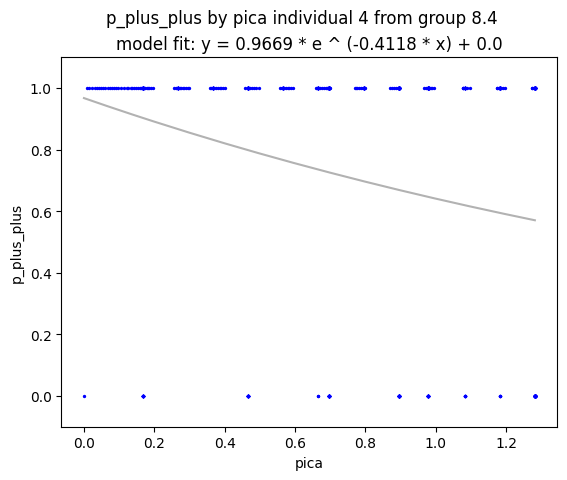 p_plus_plus by pica individual 4 from group 8.4
model fit: y = 0.9669 * e ^ (-0.4118 * x) + 0.0
1.0
0.8
0.6
0.4
0.2
0.0
p_plus_plus
0.0 0.2 0.4 0.6 0.8 1.0 1.2
pica